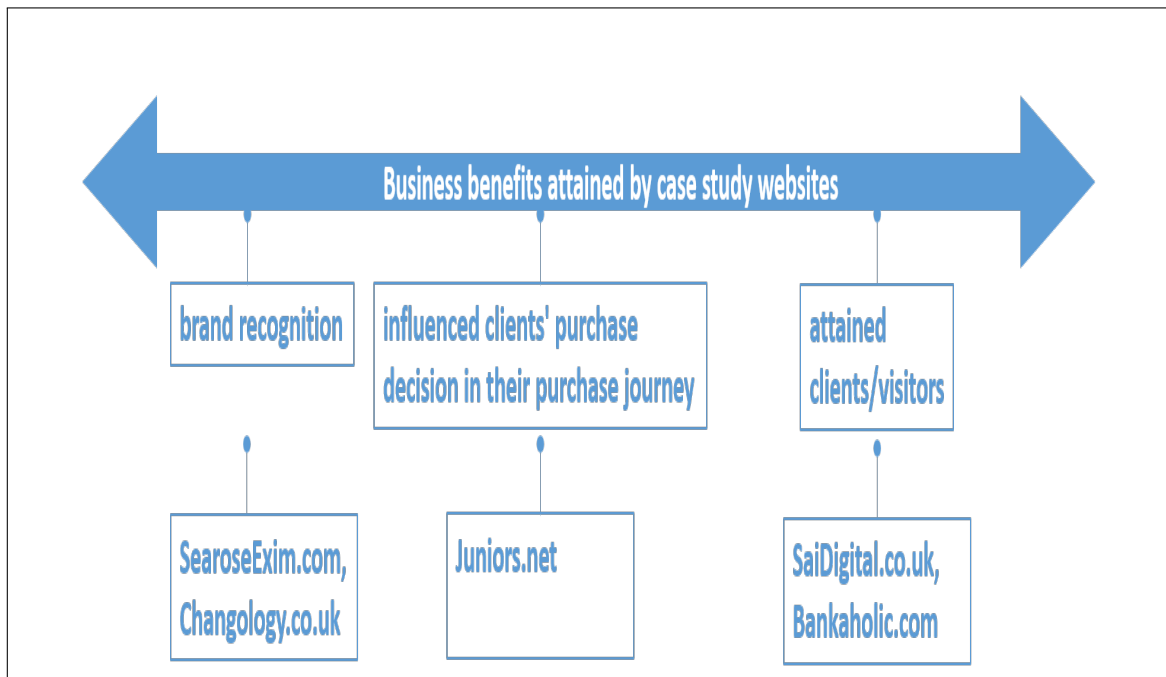 Business benefits attained by case study websites
brand recognition
influenced clients' purchase
decision in their purchase journey
attained
clients/visitors
SearoseExim.com,
Changology.co.uk
Juniors.net
SaiDigital.co.uk,
Bankaholic.com